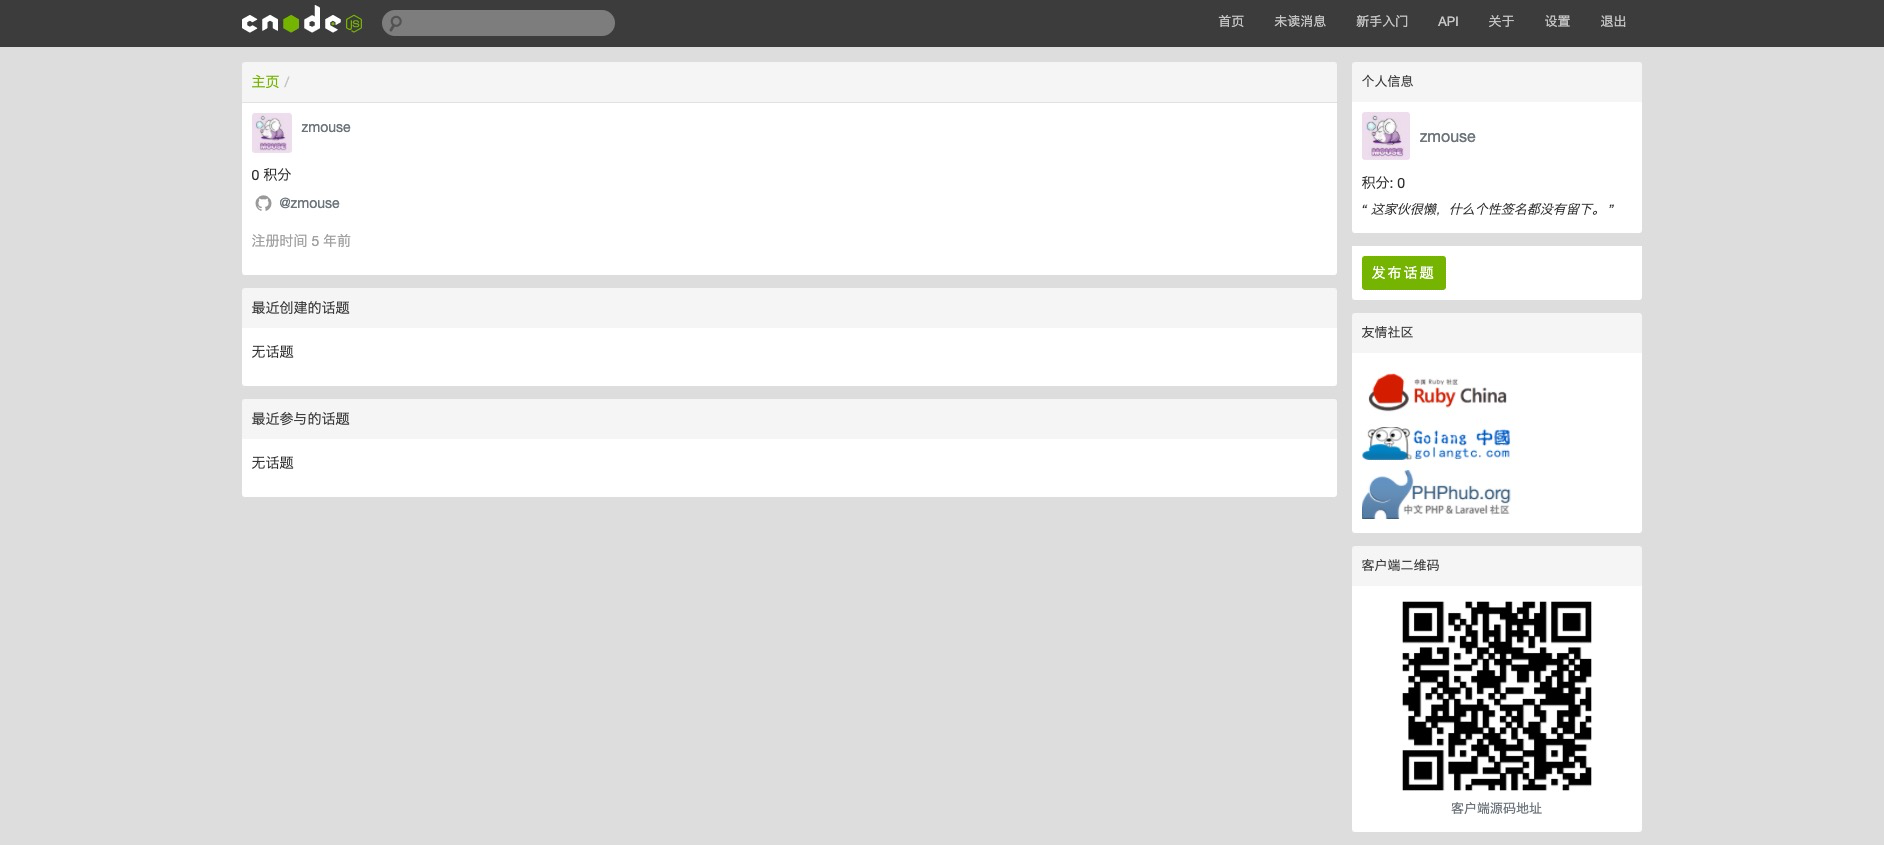 cnode JS
首页 未读消息 新手入门 API 关于 设置 退出
主页 /
MOUSE
zmouse
0 积分
@zmouse
注册时间 5 年前
最近创建的话题
无话题
最近参与的话题
无话题
个人信息
MOUSE
zmouse
积分: 0
“ 这家伙很懒，什么个性签名都没有留下。 ”
发布话题
友情社区
中国 Ruby 社区
Ruby China
Golang 中國
golangtc.com
PHPhub.org
中文 PHP & Laravel 社区
客户端二维码
客户端源码地址